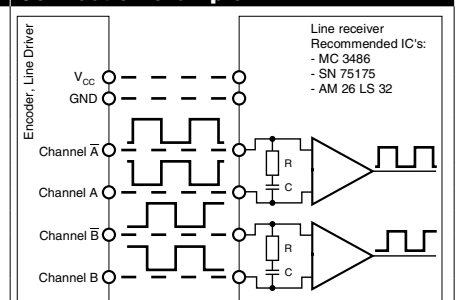 Encoder, Line Driver
Line receiver
Recommended IC's:
- MC 3486
- SN 75175
- AM 26 LS 32
VCC
GND
Channel A̅
Channel A
Channel B̅
Channel B
R
C
R
C